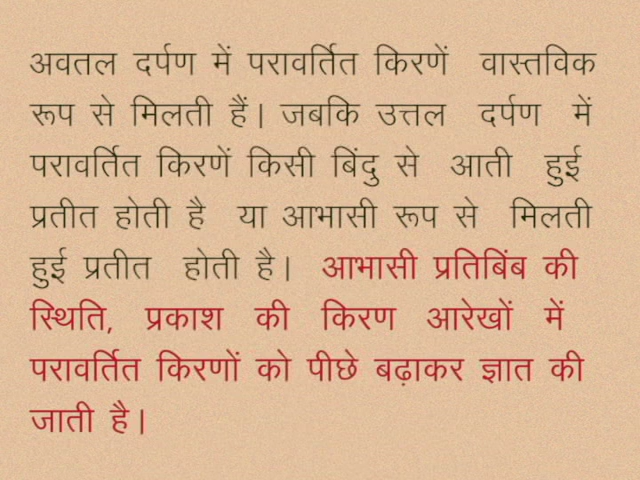 अवतल दर्पण में परावर्तित किरणें वास्तविक
रूप से मिलती हैं। जबकि उत्तल दर्पण में
परावर्तित किरणें किसी बिंदु से आती हुई
प्रतीत होती है या आभासी रूप से मिलती
हुई प्रतीत होती है। आभासी प्रतिबिंब की
स्थिति, प्रकाश की किरण आरेखों में
परावर्तित किरणों को पीछे बढ़ाकर ज्ञात की
जाती है।